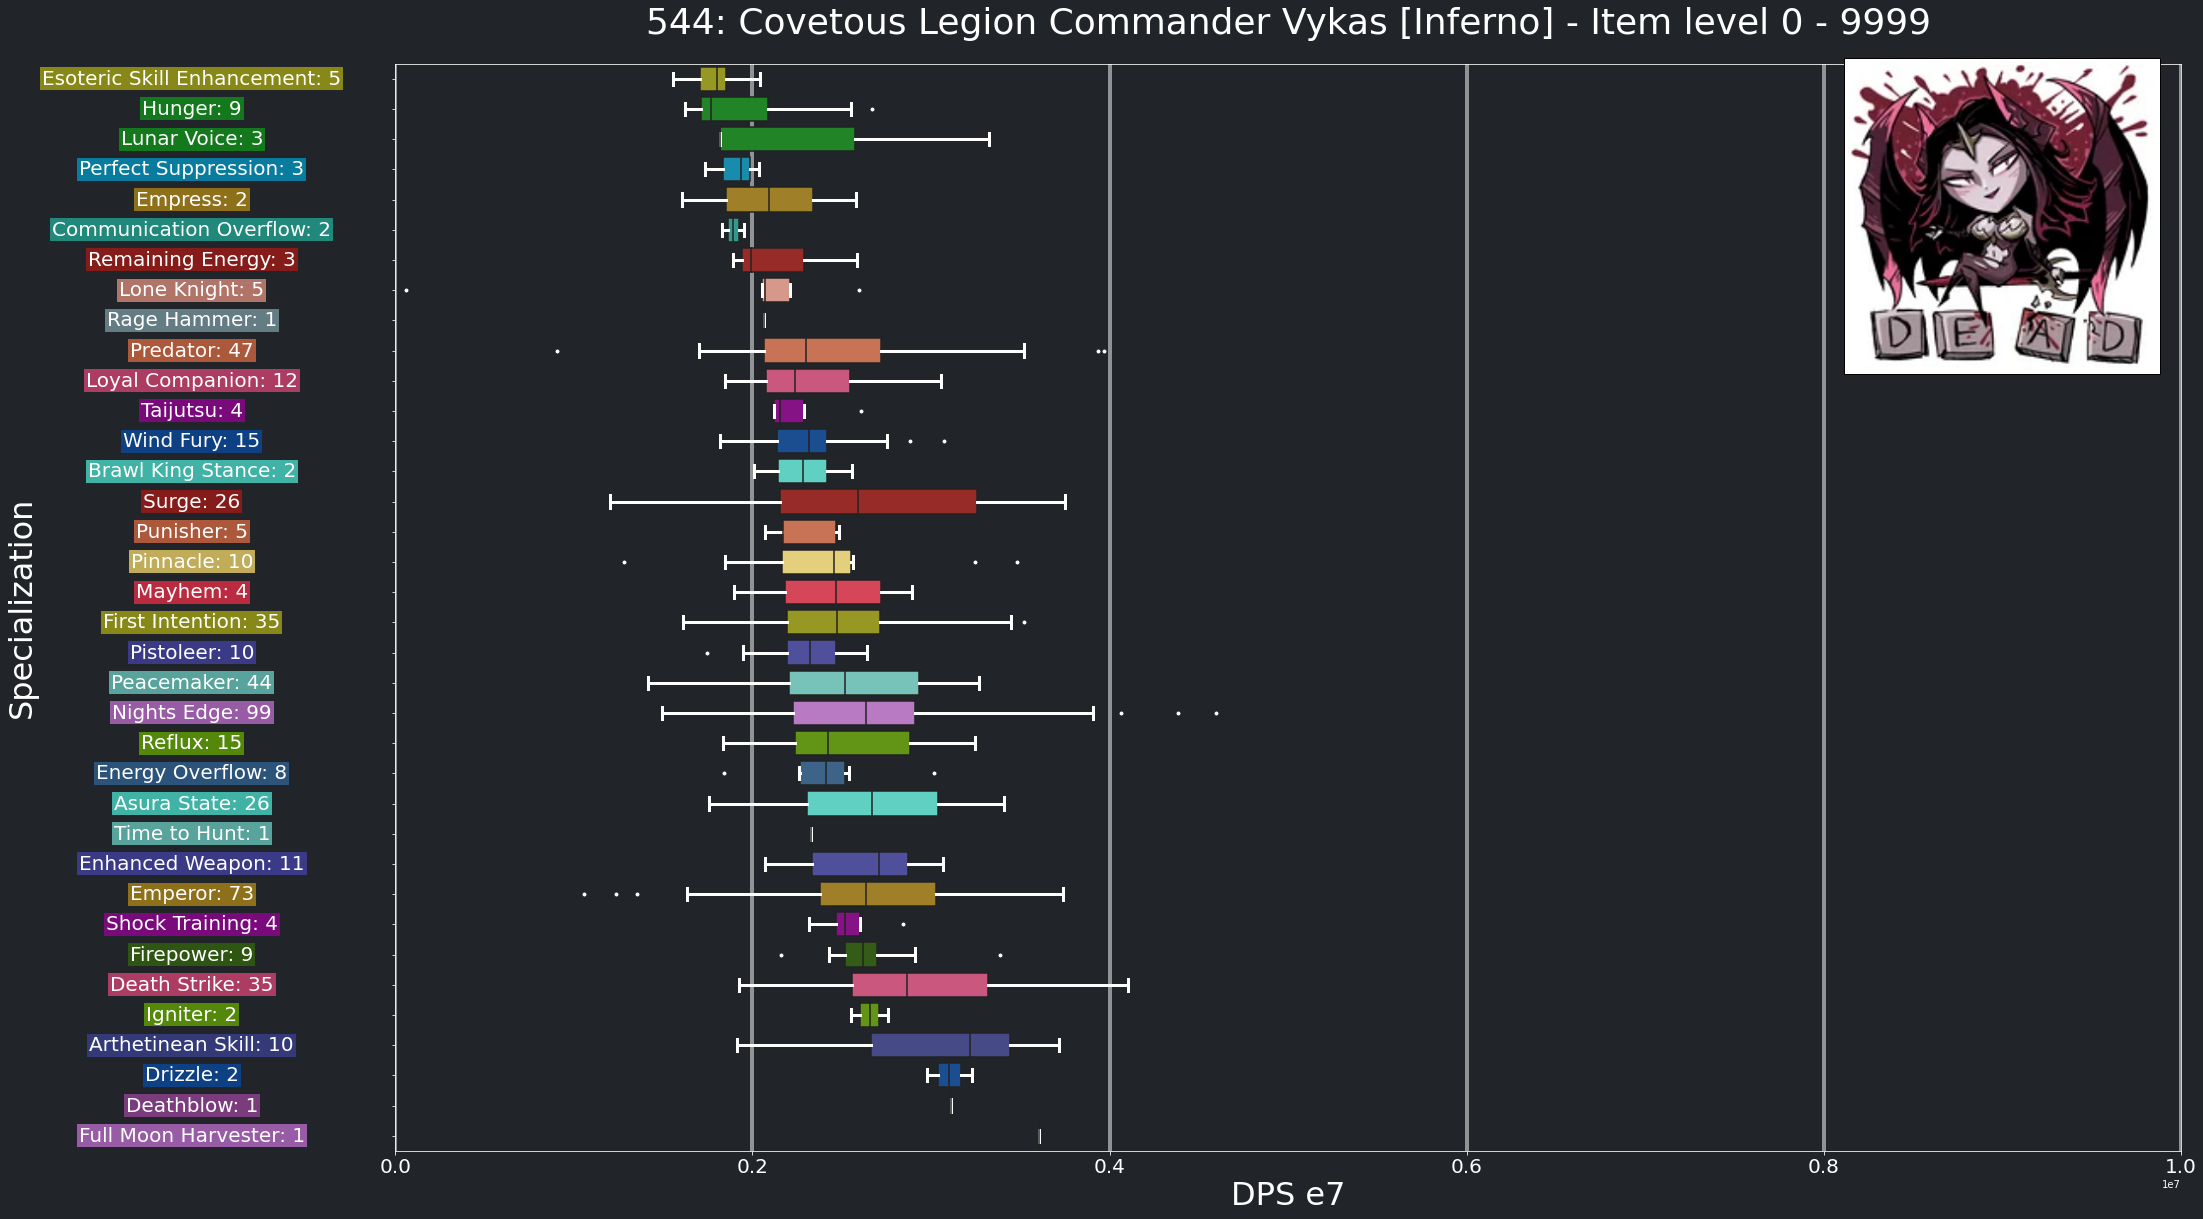 544: Covetous Legion Commander Vykas [Inferno] - Item level 0 - 9999
Specialization
Esoteric Skill Enhancement: 5
Hunger: 9
Lunar Voice: 3
Perfect Suppression: 3
Empress: 2
Communication Overflow: 2
Remaining Energy: 3
Lone Knight: 5
Rage Hammer: 1
Predator: 47
Loyal Companion: 12
Taijutsu: 4
Wind Fury: 15
Brawl King Stance: 2
Surge: 26
Punisher: 5
Pinnacle: 10
Mayhem: 4
First Intention: 35
Pistoleer: 10
Peacemaker: 44
Nights Edge: 99
Reflux: 15
Energy Overflow: 8
Asura State: 26
Time to Hunt: 1
Enhanced Weapon: 11
Emperor: 73
Shock Training: 4
Firepower: 9
Death Strike: 35
Igniter: 2
Arthetinean Skill: 10
Drizzle: 2
Deathblow: 1
Full Moon Harvester: 1
D E A D
0.0 0.2 0.4 0.6 0.8 1.0
1e7
DPS e7